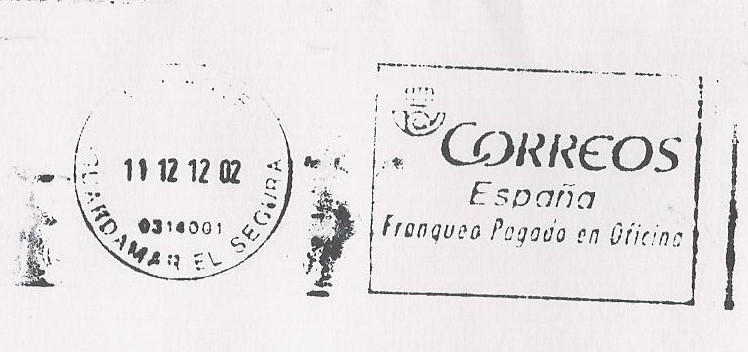 11 12 12 02
0314001
GUARDAMAR EL SEGURA
CORREOS
España
Franqueo Pagado en Oficina